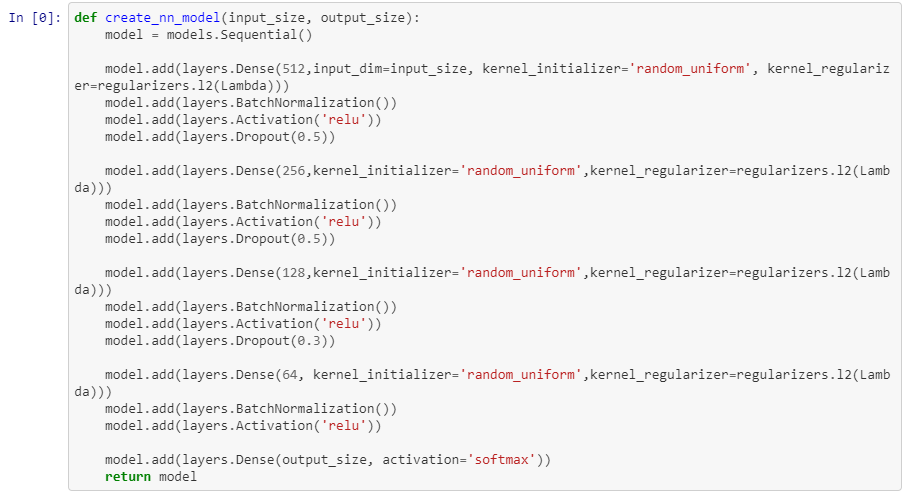 In [0]: def create_nn_model(input_size, output_size):
    model = models.Sequential()

    model.add(layers.Dense(512,input_dim=input_size, kernel_initializer='random_uniform', kernel_regulariz
er=regularizers.l2(Lambda)))
    model.add(layers.BatchNormalization())
    model.add(layers.Activation('relu'))
    model.add(layers.Dropout(0.5))

    model.add(layers.Dense(256,kernel_initializer='random_uniform',kernel_regularizer=regularizers.l2(Lamb
da)))
    model.add(layers.BatchNormalization())
    model.add(layers.Activation('relu'))
    model.add(layers.Dropout(0.5))

    model.add(layers.Dense(128,kernel_initializer='random_uniform',kernel_regularizer=regularizers.l2(Lamb
da)))
    model.add(layers.BatchNormalization())
    model.add(layers.Activation('relu'))
    model.add(layers.Dropout(0.3))

    model.add(layers.Dense(64, kernel_initializer='random_uniform',kernel_regularizer=regularizers.l2(Lamb
da)))
    model.add(layers.BatchNormalization())
    model.add(layers.Activation('relu'))

    model.add(layers.Dense(output_size, activation='softmax'))
    return model